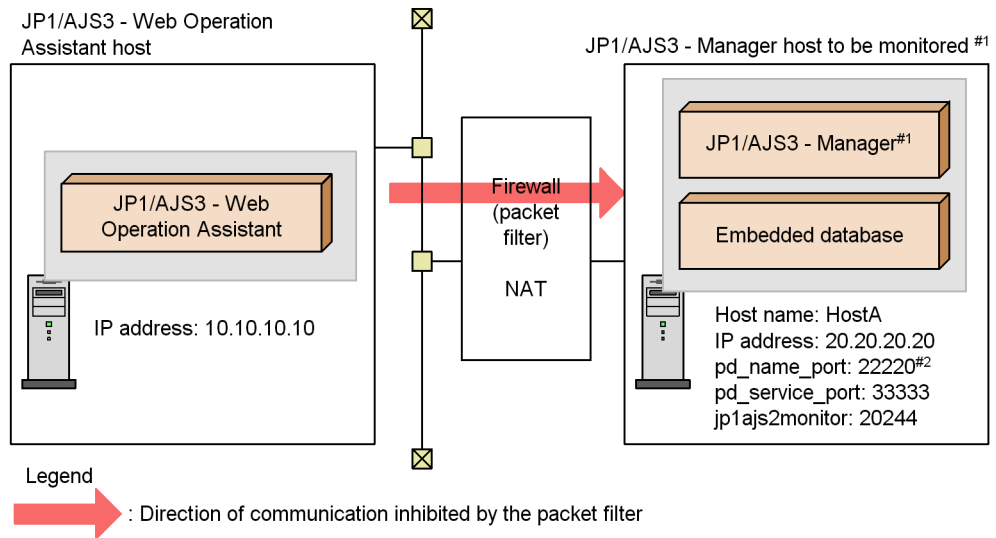 JP1/AJS3 - Web Operation
Assistant host
JP1/AJS3 - Manager host to be monitored #1
JP1/AJS3 - Manager#1
JP1/AJS3 - Web
Operation Assistant
Embedded database
Firewall
(packet
filter)
NAT
IP address: 10.10.10.10
Host name: HostA
IP address: 20.20.20.20
pd_name_port: 22220#2
pd_service_port: 33333
jp1ajs2monitor: 20244
Legend
: Direction of communication inhibited by the packet filter